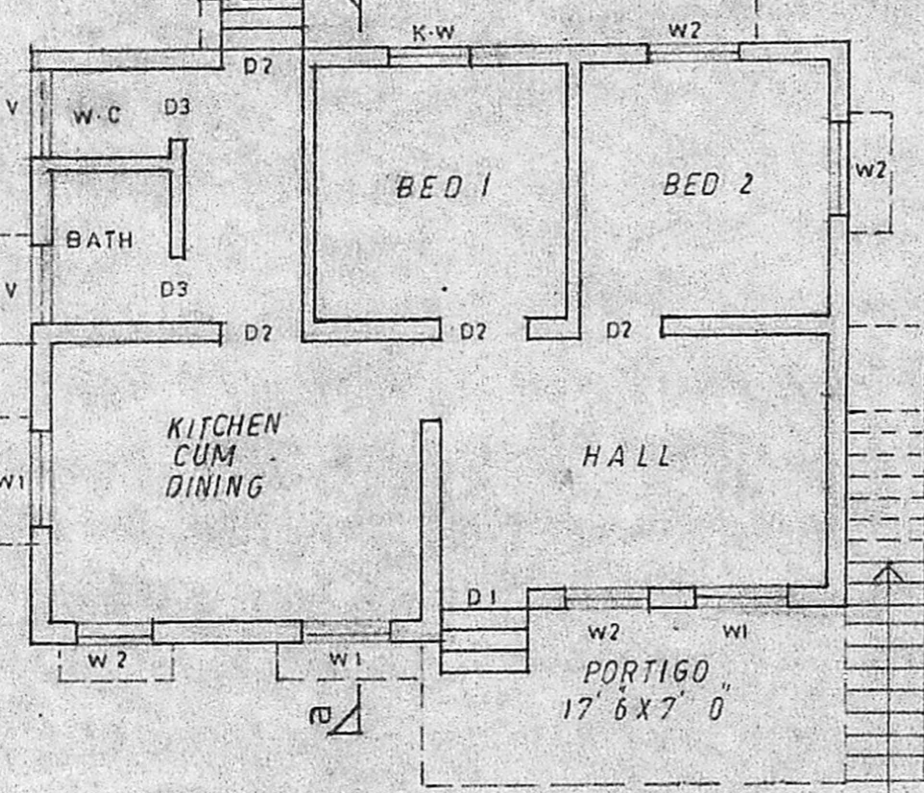 K·W
W2
V
W·C
D3
D2
BED 1
BED 2
W2
BATH
V
D3
D2
D2
D2
KITCHEN
CUM
DINING
HALL
W1
D1
W2
W1
W2
W1
PORTIGO
17' 6" X 7' 0"
a